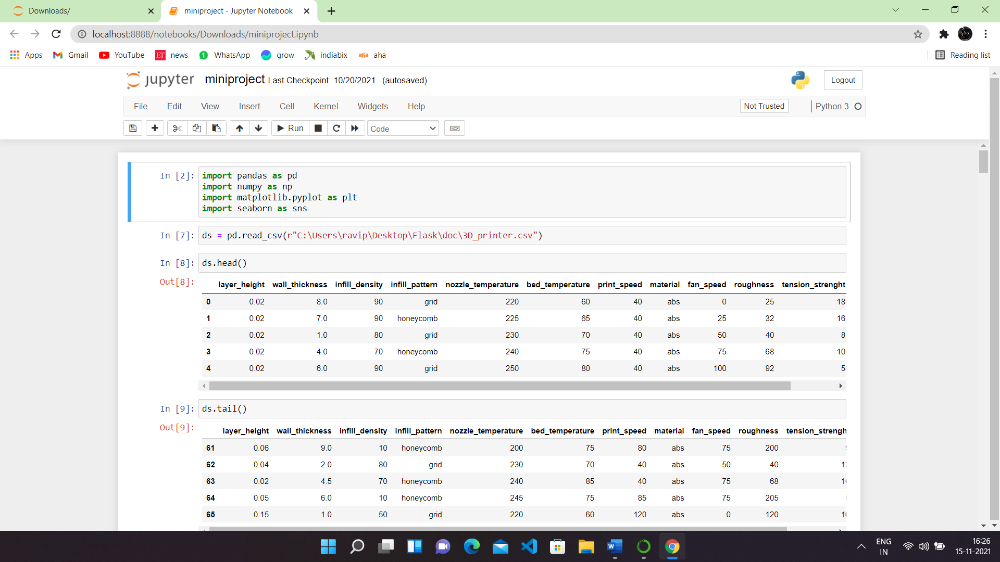 Downloads/
miniproject - Jupyter Notebook
localhost:8888/notebooks/Downloads/miniproject.ipynb
Apps Gmail YouTube ET news 1 WhatsApp grow indiabix aha aha Reading list
jupyter miniproject Last Checkpoint: 10/20/2021 (autosaved) Logout
File Edit View Insert Cell Kernel Widgets Help Not Trusted Python 3
Run Code
In [2]: import pandas as pd
import numpy as np
import matplotlib.pyplot as plt
import seaborn as sns
In [7]: ds = pd.read_csv(r"C:\Users\ravip\Desktop\Flask\doc\3D_printer.csv")
In [8]: ds.head()
Out[8]:
layer_height wall_thickness infill_density infill_pattern nozzle_temperature bed_temperature print_speed material fan_speed roughness tension_strenght
0 0.02 8.0 90 grid 220 60 40 abs 0 25 18
1 0.02 7.0 90 honeycomb 225 65 40 abs 25 32 16
2 0.02 1.0 80 grid 230 70 40 abs 50 40 8
3 0.02 4.0 70 honeycomb 240 75 40 abs 75 68 10
4 0.02 6.0 90 grid 250 80 40 abs 100 92 5
In [9]: ds.tail()
Out[9]:
layer_height wall_thickness infill_density infill_pattern nozzle_temperature bed_temperature print_speed material fan_speed roughness tension_strengh
61 0.06 9.0 10 honeycomb 200 75 80 abs 75 200
62 0.04 2.0 80 grid 230 70 40 abs 50 40
63 0.02 4.5 70 honeycomb 240 85 40 abs 75 68
64 0.05 6.0 10 honeycomb 245 75 85 abs 75 205
65 0.15 1.0 50 grid 220 60 120 abs 0 120
ENG
IN
16:26
15-11-2021